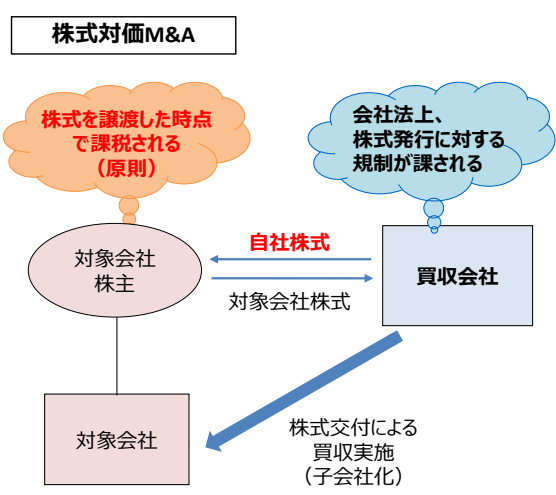 株式対価M&A
株式を譲渡した時点
で課税される
（原則）
会社法上、
株式発行に対する
規制が課される
対象会社
株主
自社株式
対象会社株式
買収会社
対象会社
株式交付による
買収実施
（子会社化）